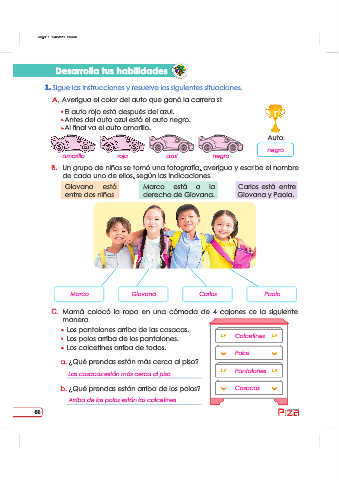 Desarrolla tus habilidades
1. Sigue las instrucciones y resuelve las siguientes situaciones.
A. Averigua el color del auto que ganó la carrera si:
• El auto rojo está después del azul.
• Antes del auto azul está el auto negro.
• Al final va el auto amarillo.
Auto
amarillo rojo azul negro
negro
B. Un grupo de niños se tomó una fotografía, averigua y escribe el nombre
de cada uno de ellos, según las indicaciones.
Giovana está
entre dos niños
Marco está a la
derecha de Giovana.
Carlos está entre
Giovana y Paola.
Marco Giovana Carlos Paola
C. Mamá colocó la ropa en una cómoda de 4 cajones de la siguiente
manera
• Los pantalones arriba de las casacas.
• Los polos arriba de los pantalones.
• Los calcetines arriba de todos.
a. ¿Qué prendas están más cerca al piso?
Las casacas están más cerca al piso
b. ¿Qué prendas están arriba de los polos?
Arriba de los polos están los calcetines
Calcetines
Polos
Pantalones
Casacas
66